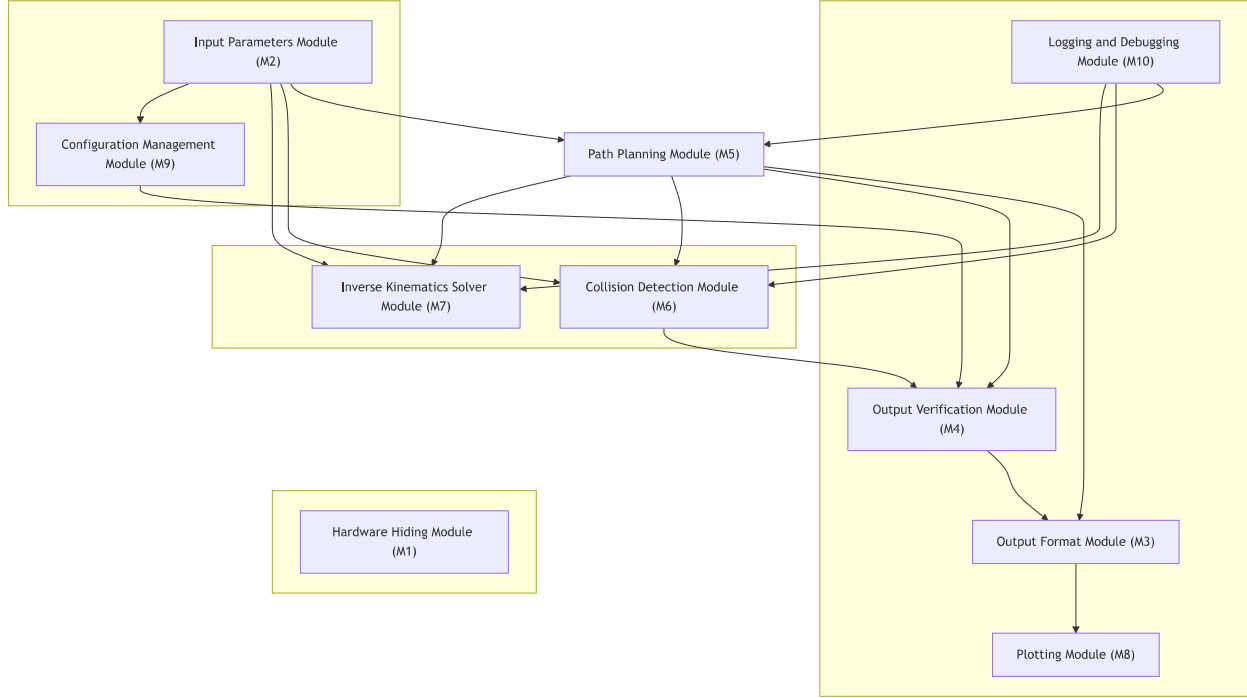 Input Parameters Module
(M2)
Logging and Debugging
Module (M10)
Configuration Management
Module (M9)
Path Planning Module (M5)
Inverse Kinematics Solver
Module (M7)
Collision Detection Module
(M6)
Output Verification Module
(M4)
Hardware Hiding Module
(M1)
Output Format Module (M3)
Plotting Module (M8)